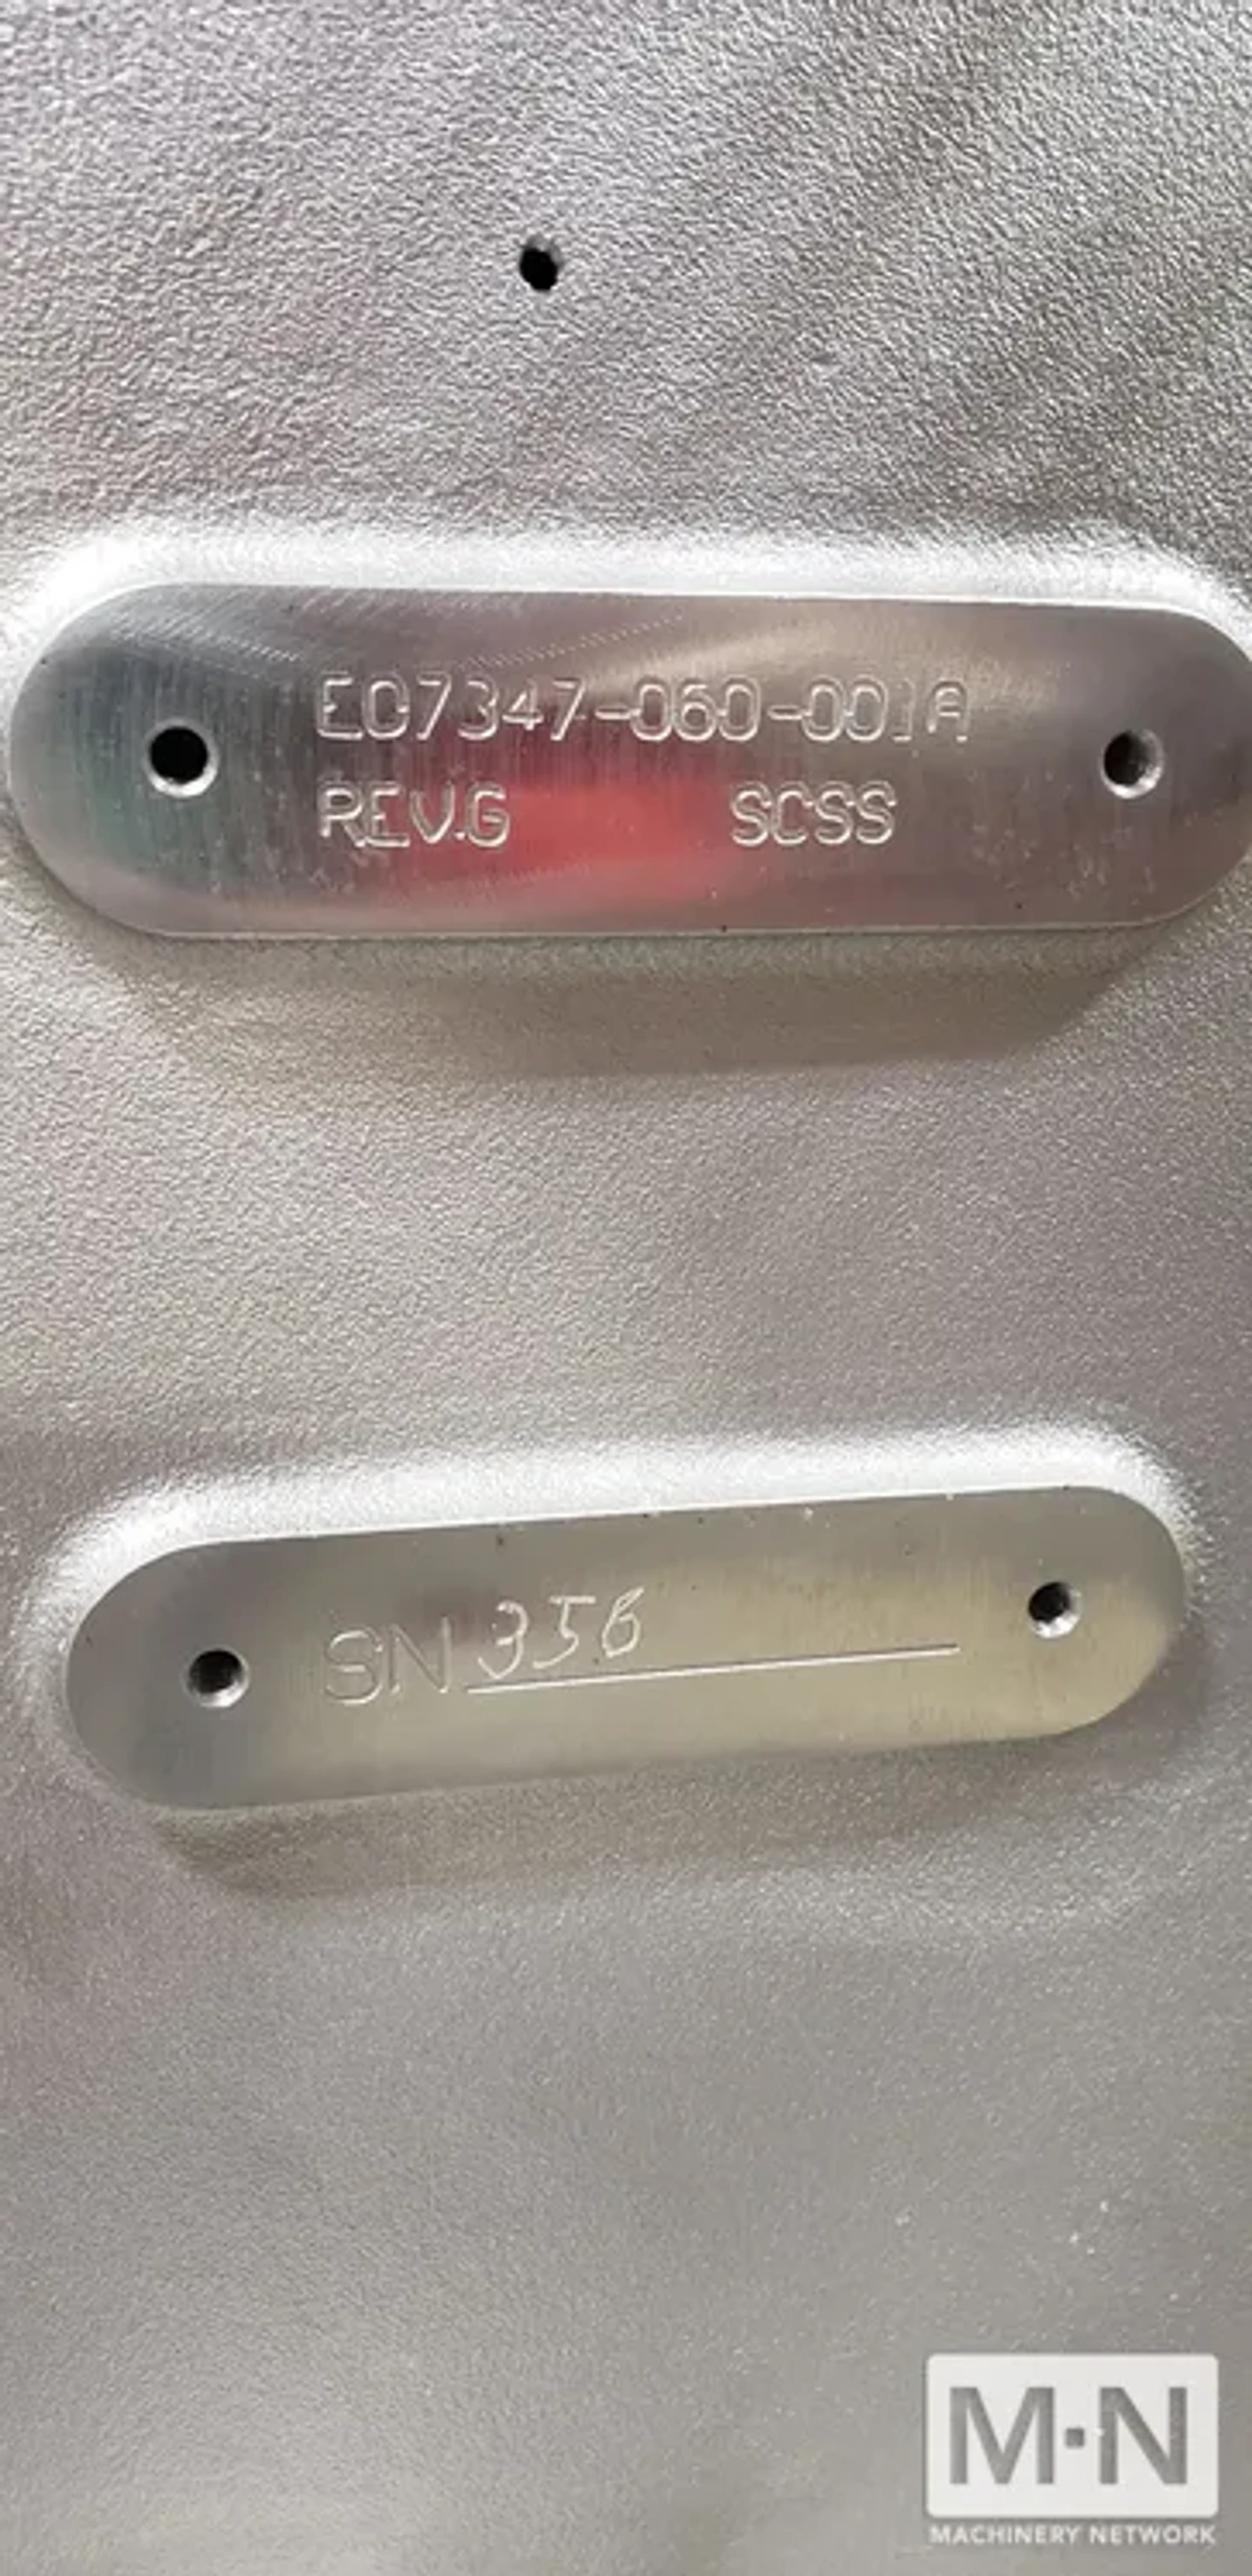 E07347-060-001A
REV.G SCSS
SN 356
M·N
MACHINERY NETWORK